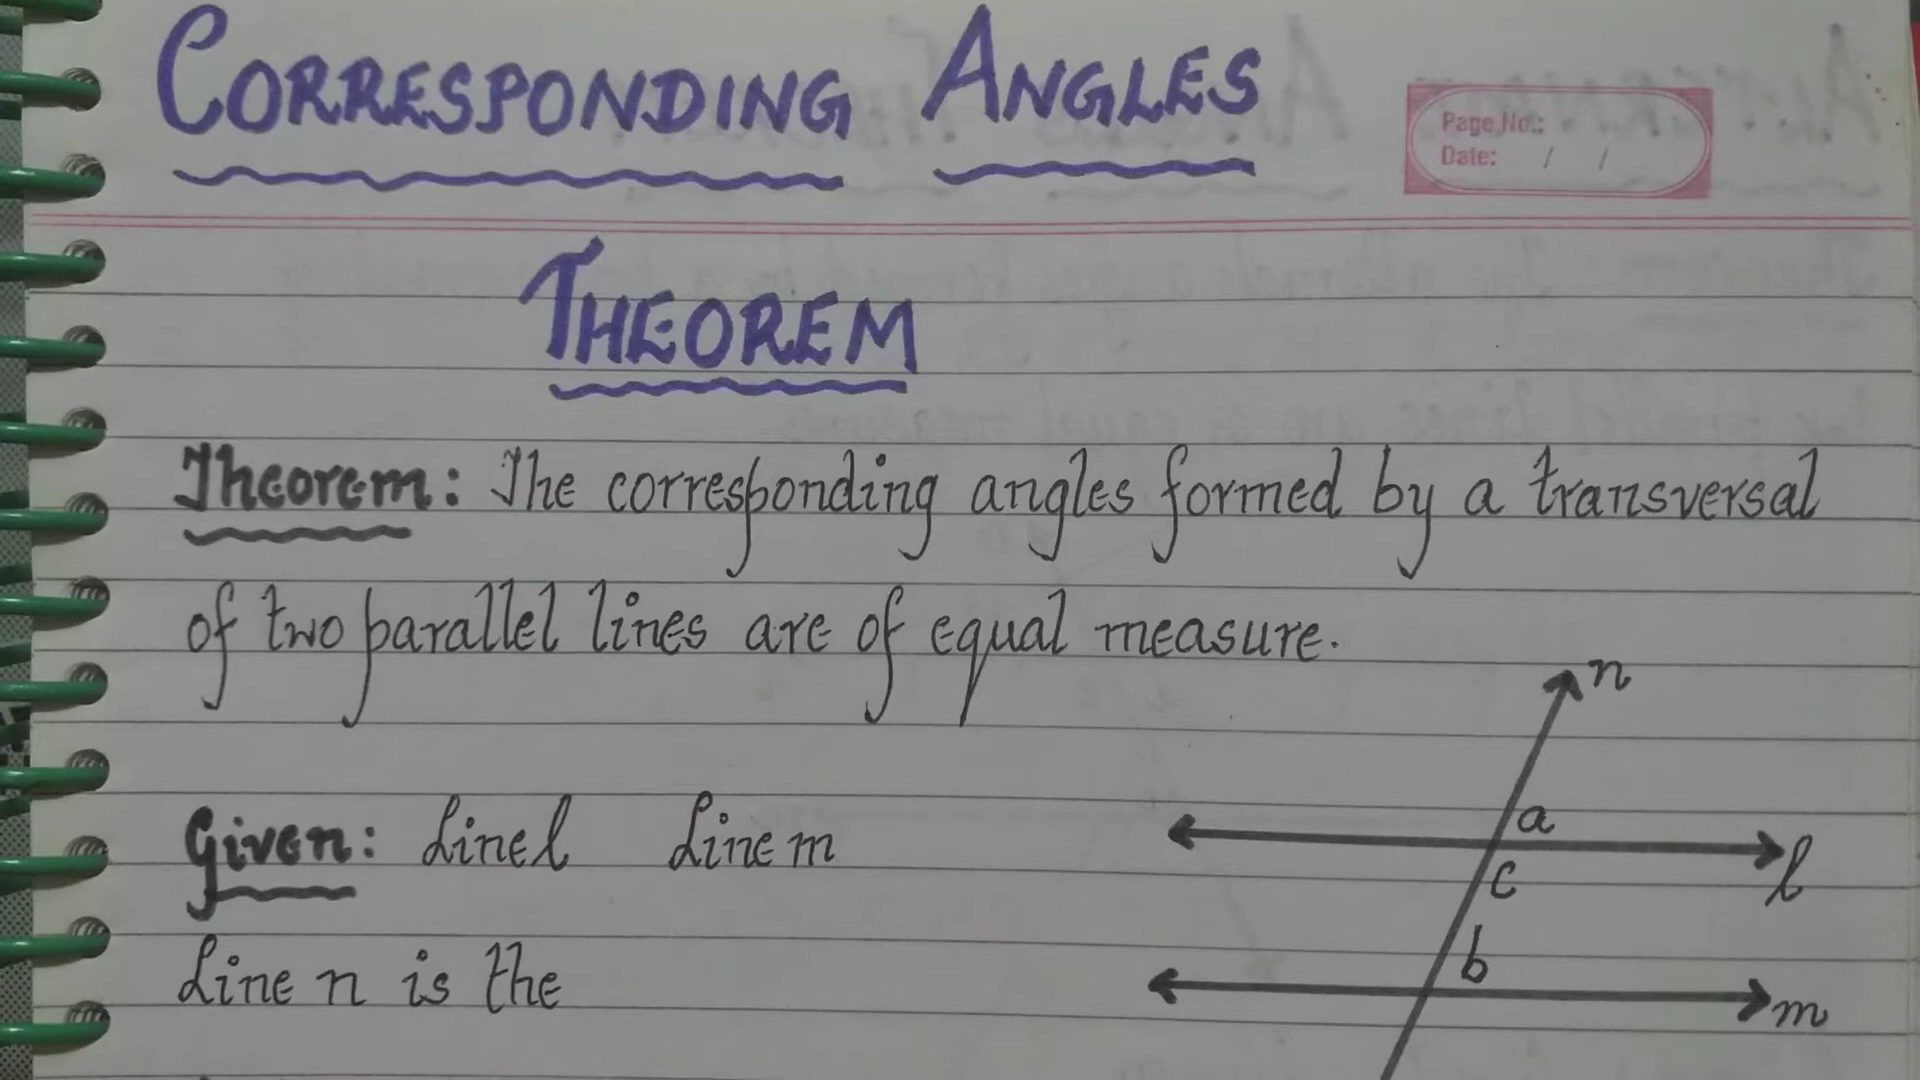 CORRESPONDING ANGLES
Page No.:
Date: / /
THEOREM
Theorem: The corresponding angles formed by a transversal
of two parallel lines are of equal measure.
n
Given: Line l Line m
a
c
l
Line n is the
b
m